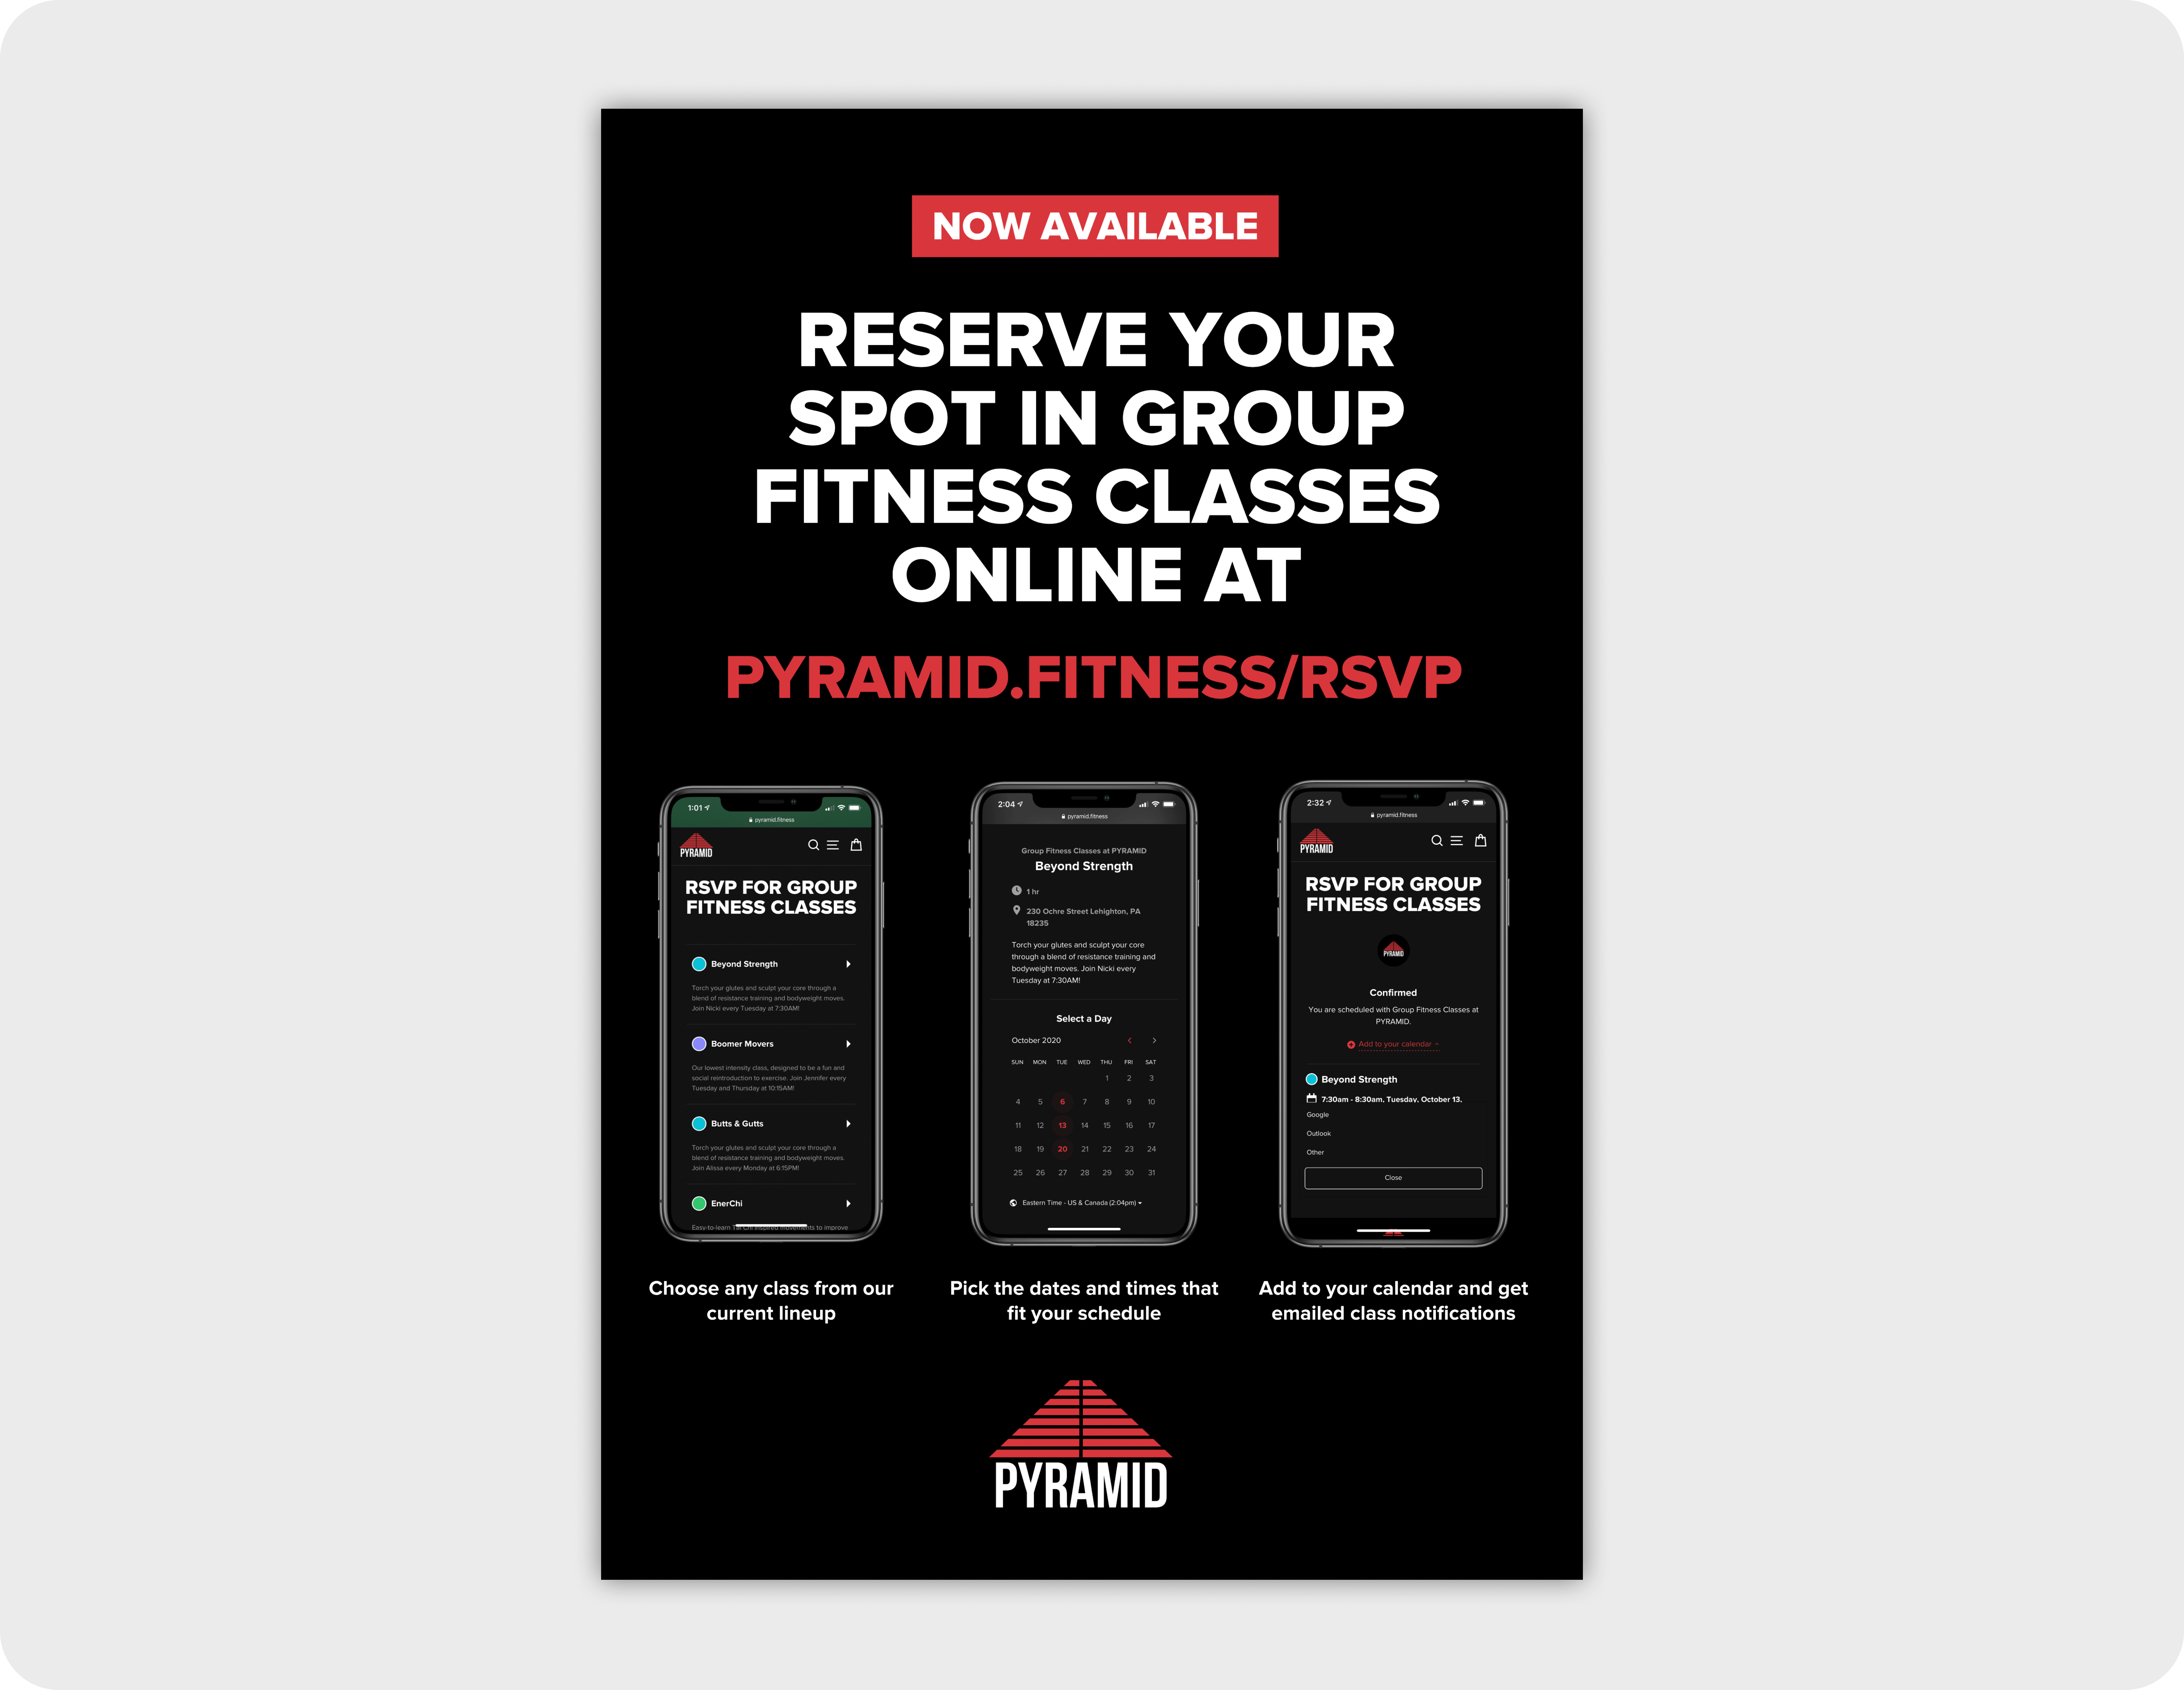 NOW AVAILABLE
RESERVE YOUR
SPOT IN GROUP
FITNESS CLASSES
ONLINE AT
PYRAMID.FITNESS/RSVP
1:01
pyramid.fitness
PYRAMID
RSVP FOR GROUP
FITNESS CLASSES
Beyond Strength
Torch your glutes and sculpt your core through a
blend of resistance training and bodyweight moves.
Join Nicki every Tuesday at 7:30AM!
Boomer Movers
Our lowest intensity class, designed to be a fun and
social reintroduction to exercise. Join Jennifer every
Tuesday and Thursday at 10:15AM!
Butts & Gutts
Torch your glutes and sculpt your core through a
blend of resistance training and bodyweight moves.
Join Alissa every Monday at 6:15PM!
EnerChi
Easy-to-learn Tai Chi inspired movements to improve
Choose any class from our
current lineup
2:04
pyramid.fitness
Group Fitness Classes at PYRAMID
Beyond Strength
1 hr
230 Ochre Street Lehighton, PA
18235
Torch your glutes and sculpt your core
through a blend of resistance training and
bodyweight moves. Join Nicki every
Tuesday at 7:30AM!
Select a Day
October 2020
SUN MON TUE WED THU FRI SAT
1 2 3
4 5 6 7 8 9 10
11 12 13 14 15 16 17
18 19 20 21 22 23 24
25 26 27 28 29 30 31
Eastern Time - US & Canada (2:04pm)
Pick the dates and times that
fit your schedule
2:32
pyramid.fitness
PYRAMID
RSVP FOR GROUP
FITNESS CLASSES
PYRAMID
Confirmed
You are scheduled with Group Fitness Classes at
PYRAMID.
Add to your calendar
Beyond Strength
7:30am - 8:30am, Tuesday, October 13,
Google
Outlook
Other
Close
Add to your calendar and get
emailed class notifications
PYRAMID